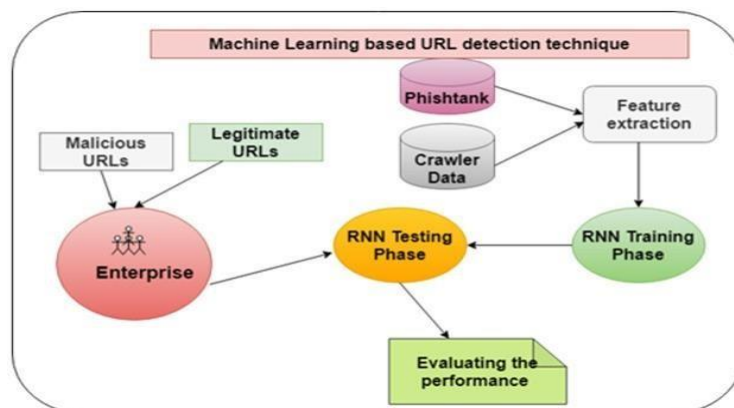 Machine Learning based URL detection technique
Phishtank
Feature
extraction
Legitimate
URLs
Malicious
URLs
Crawler
Data
RNN Testing
Phase
RNN Training
Phase
Enterprise
Evaluating the
performance